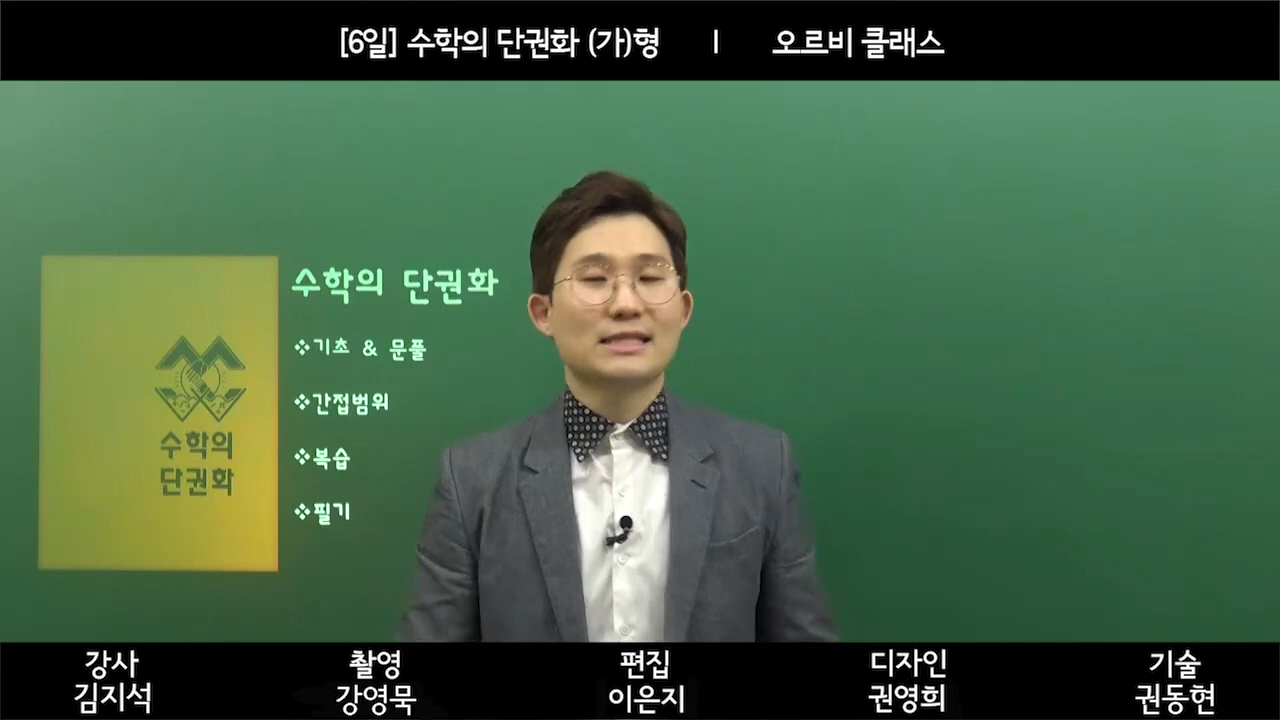 [6일] 수학의 단권화 (가)형 | 오르비 클래스
수학의 단권화
❖기초 & 문풀
❖간접범위
❖복습
❖필기
수학의
단권화
강사 촬영 편집 디자인 기술
김지석 강영묵 이은지 권영희 권동현